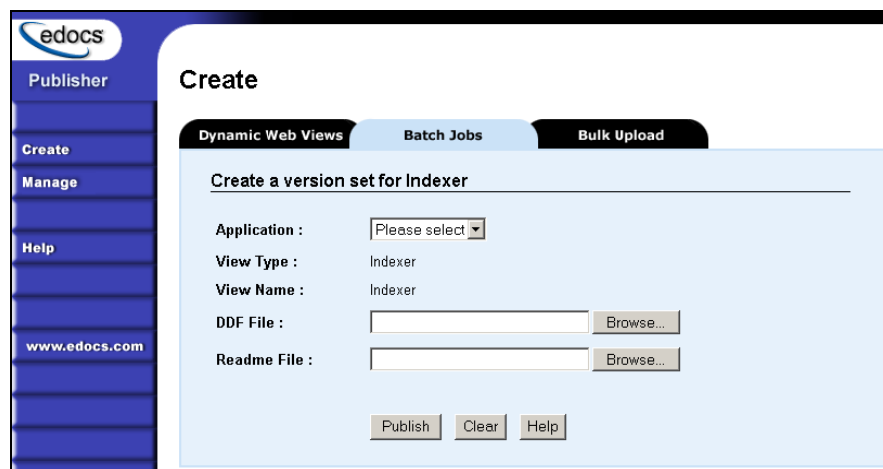 edocs
Publisher
Create
Manage
Help
www.edocs.com
Create
Dynamic Web Views Batch Jobs Bulk Upload
Create a version set for Indexer
Application : Please select
View Type : Indexer
View Name : Indexer
DDF File : Browse...
Readme File : Browse...
Publish Clear Help